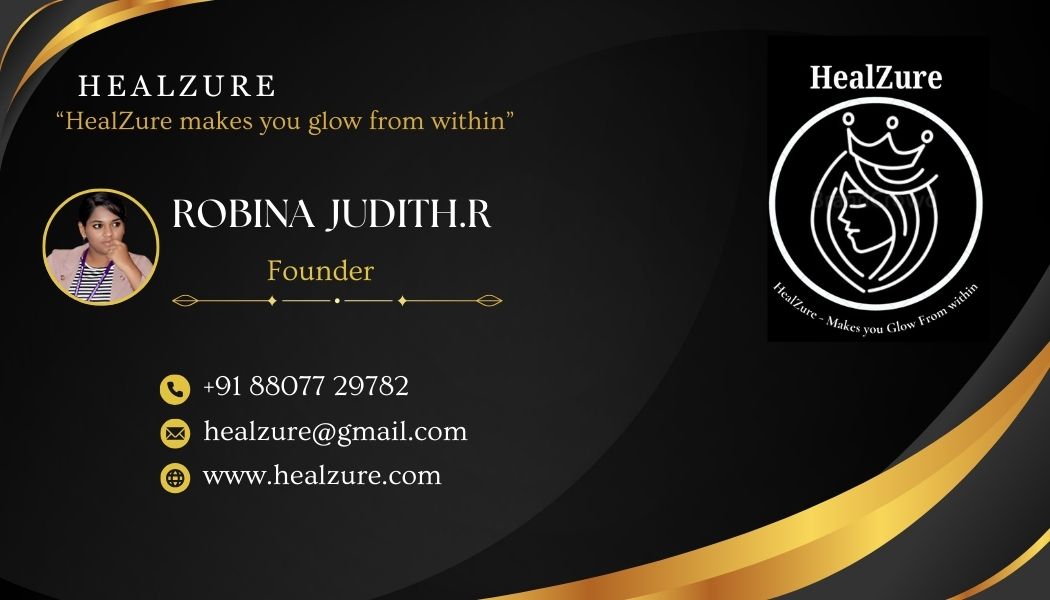 HEALZURE
“HealZure makes you glow from within”
ROBINA JUDITH.R
Founder
+91 88077 29782
healzure@gmail.com
www.healzure.com
HealZure
HealZure - Makes you Glow From within